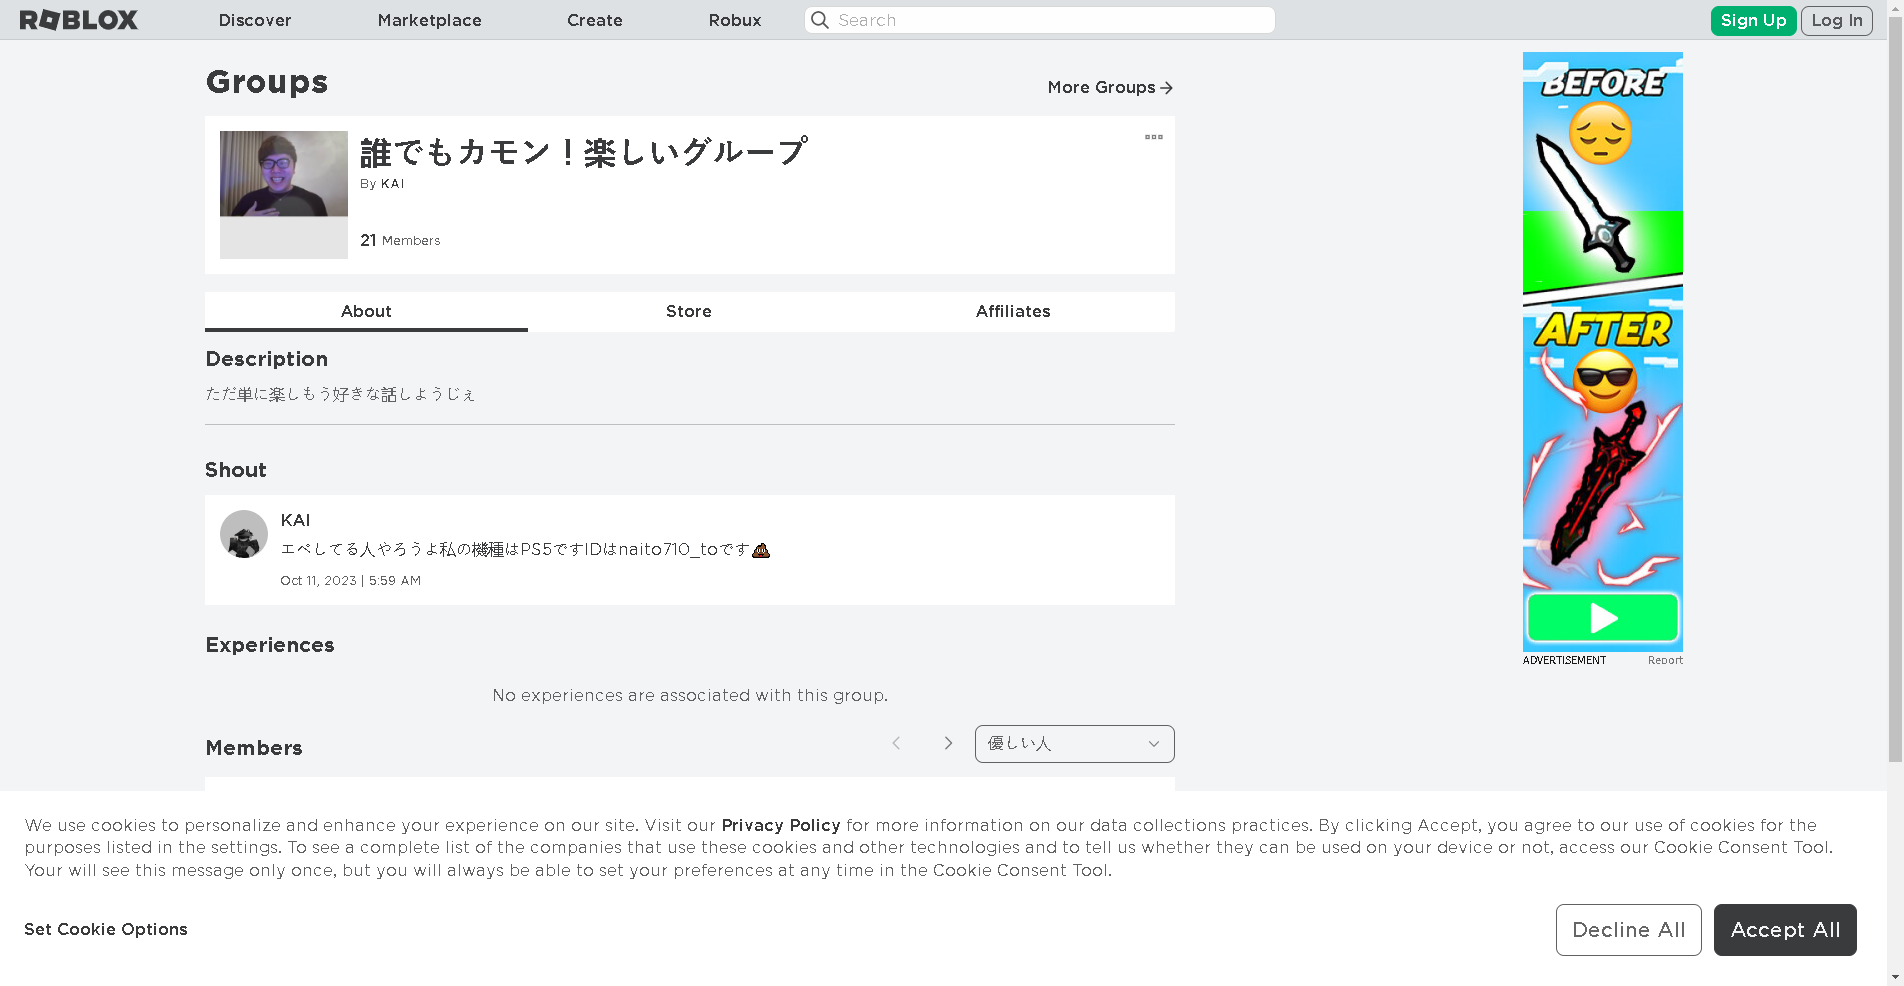 ROBLOX
Discover
Marketplace
Create
Robux
Search
Sign Up
Log In
Groups
More Groups
誰でもカモン！楽しいグループ
By KAI
21 Members
About
Store
Affiliates
Description
ただ単に楽しもう好きな話しようじぇ
Shout
KAI
エペしてる人やろうよ私の機種はPS5ですIDはnaito710_toです💩
Oct 11, 2023 | 5:59 AM
Experiences
No experiences are associated with this group.
Members
優しい人
BEFORE
AFTER
ADVERTISEMENT
Report
We use cookies to personalize and enhance your experience on our site. Visit our Privacy Policy for more information on our data collections practices. By clicking Accept, you agree to our use of cookies for the
purposes listed in the settings. To see a complete list of the companies that use these cookies and other technologies and to tell us whether they can be used on your device or not, access our Cookie Consent Tool.
Your will see this message only once, but you will always be able to set your preferences at any time in the Cookie Consent Tool.
Set Cookie Options
Decline All
Accept All